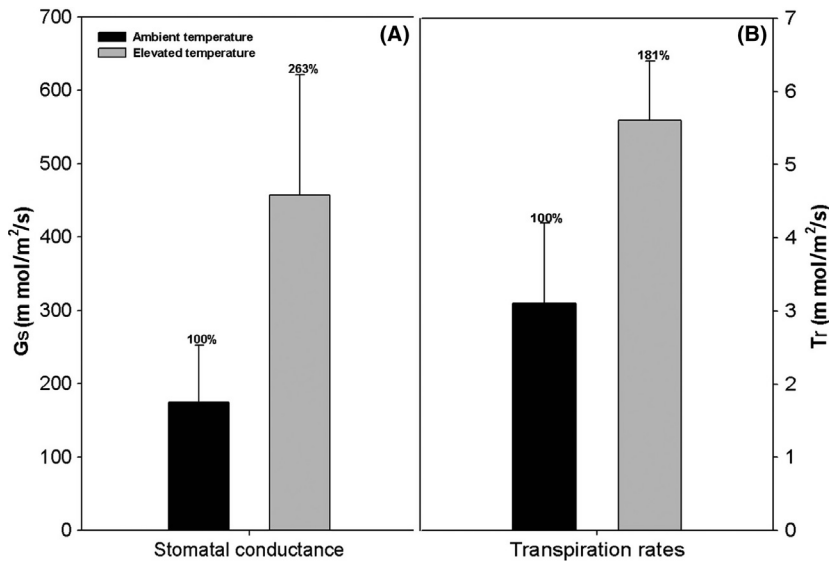 700
600
500
400
300
200
100
0
Gs (m mol/m²/s)
Ambient temperature
Elevated temperature
(A)
100%
263%
Stomatal conductance
(B)
100%
181%
Transpiration rates
7
6
5
4
3
2
1
0
Tr (m mol/m²/s)